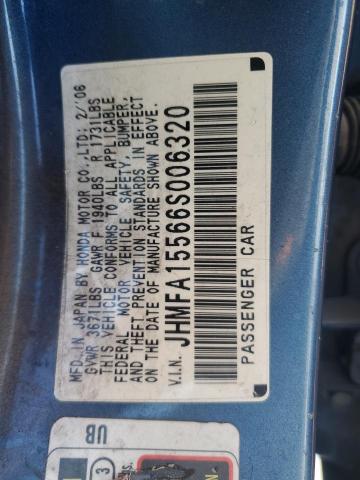 MFD. IN JAPAN BY HONDA MOTOR CO., LTD: 2/'06
GVWR 3671LBS GAWR F 1940LBS R 1731LBS
THIS VEHICLE CONFORMS TO ALL APPLICABLE
FEDERAL MOTOR VEHICLE SAFETY, BUMPER,
AND THEFT PREVENTION STANDARDS IN EFFECT
ON THE DATE OF MANUFACTURE SHOWN ABOVE.
V.I.N. JHMFA15566S006320
PASSENGER CAR
UB
3